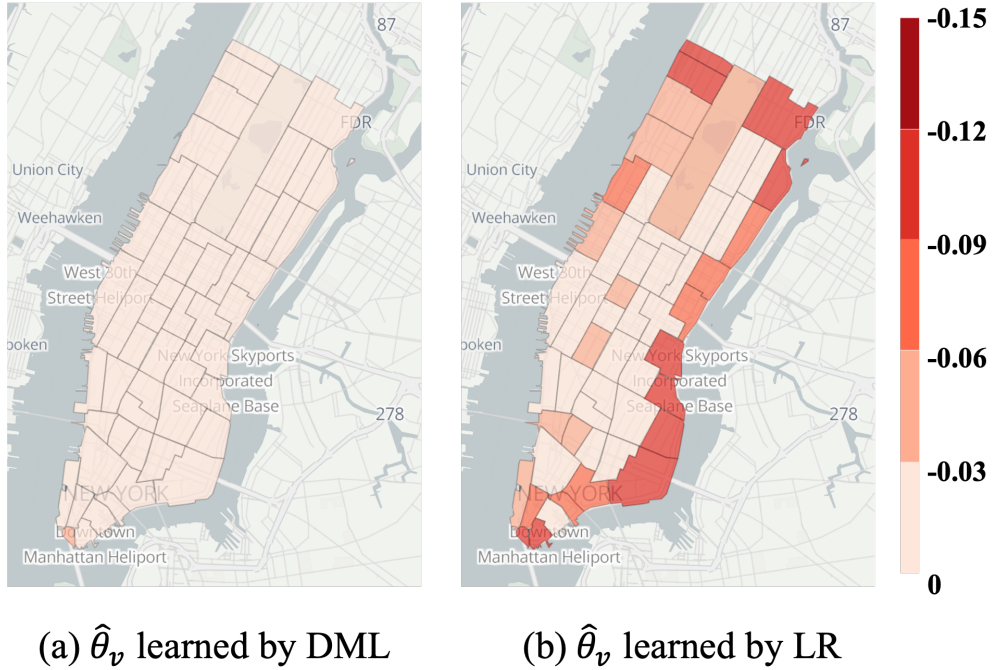 87
FDR
Union City
Weehawken
West 30th
Street Heliport
boken
New York Skyports
Incorporated
Seaplane Base
278
NEW YORK
Downtown
Manhattan Heliport
(a) θ̂ᵥ learned by DML
87
FDR
Union City
Weehawken
West 30th
Street Heliport
boken
New York Skyports
Incorporated
Seaplane Base
278
NEW YORK
Downtown
Manhattan Heliport
(b) θ̂ᵥ learned by LR
-0.15
-0.12
-0.09
-0.06
-0.03
0